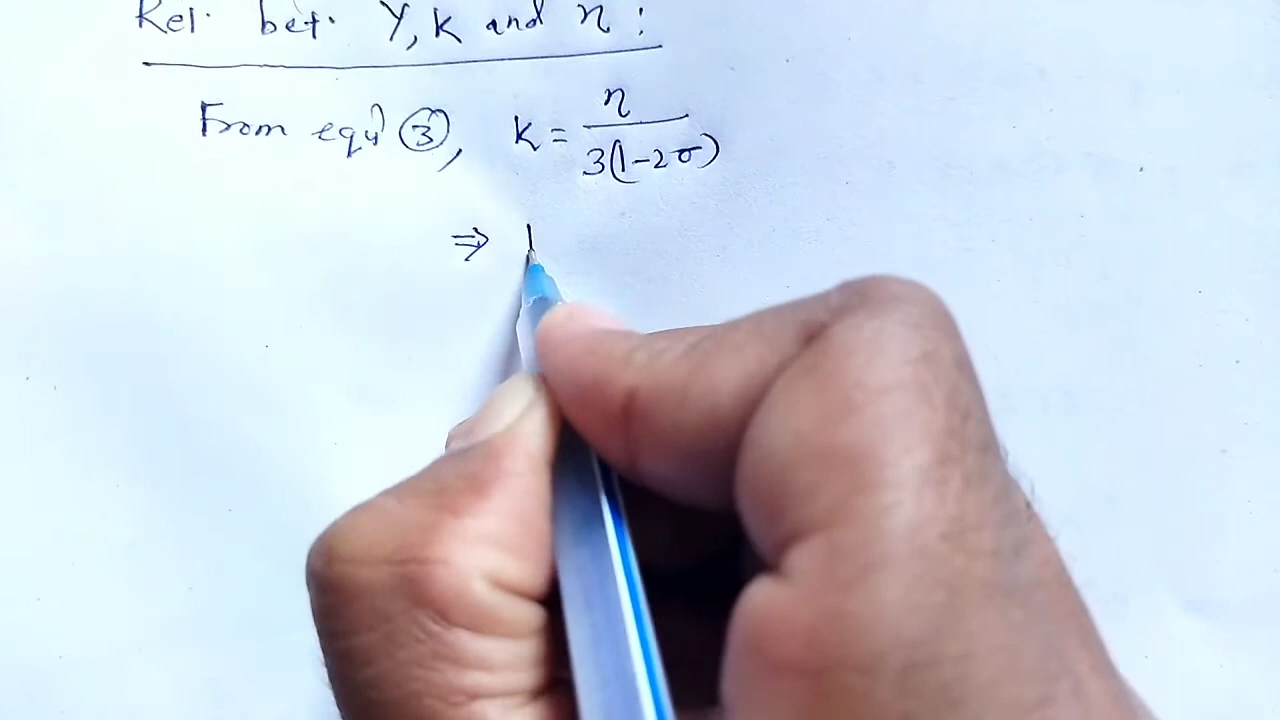 Rel. bet. Y, K and η :
From eqⁿ ③, K = η / 3(1-2σ)
⇒ 1